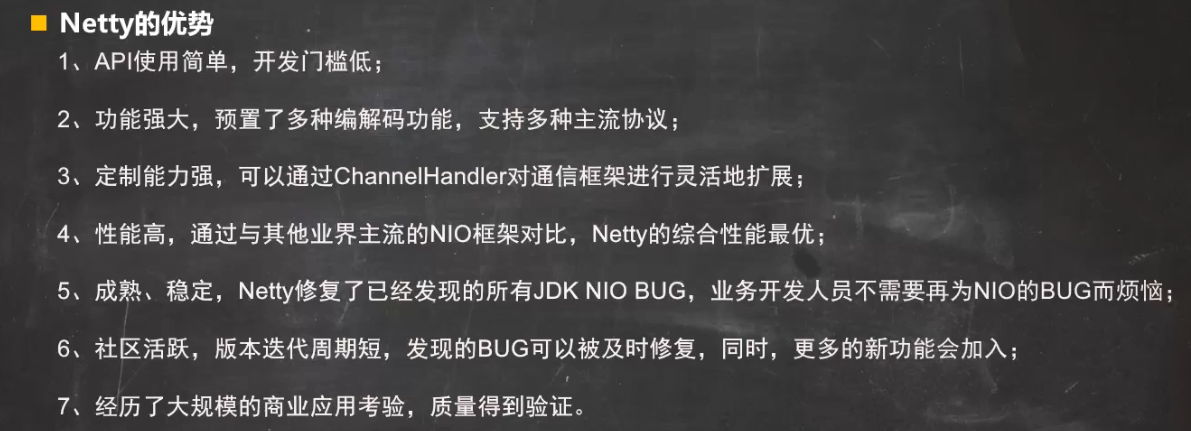 Netty的优势
1、API使用简单，开发门槛低；
2、功能强大，预置了多种编解码功能，支持多种主流协议；
3、定制能力强，可以通过ChannelHandler对通信框架进行灵活地扩展；
4、性能高，通过与其他业界主流的NIO框架对比，Netty的综合性能最优；
5、成熟、稳定，Netty修复了已经发现的所有JDK NIO BUG，业务开发人员不需要再为NIO的BUG而烦恼；
6、社区活跃，版本迭代周期短，发现的BUG可以被及时修复，同时，更多的新功能会加入；
7、经历了大规模的商业应用考验，质量得到验证。